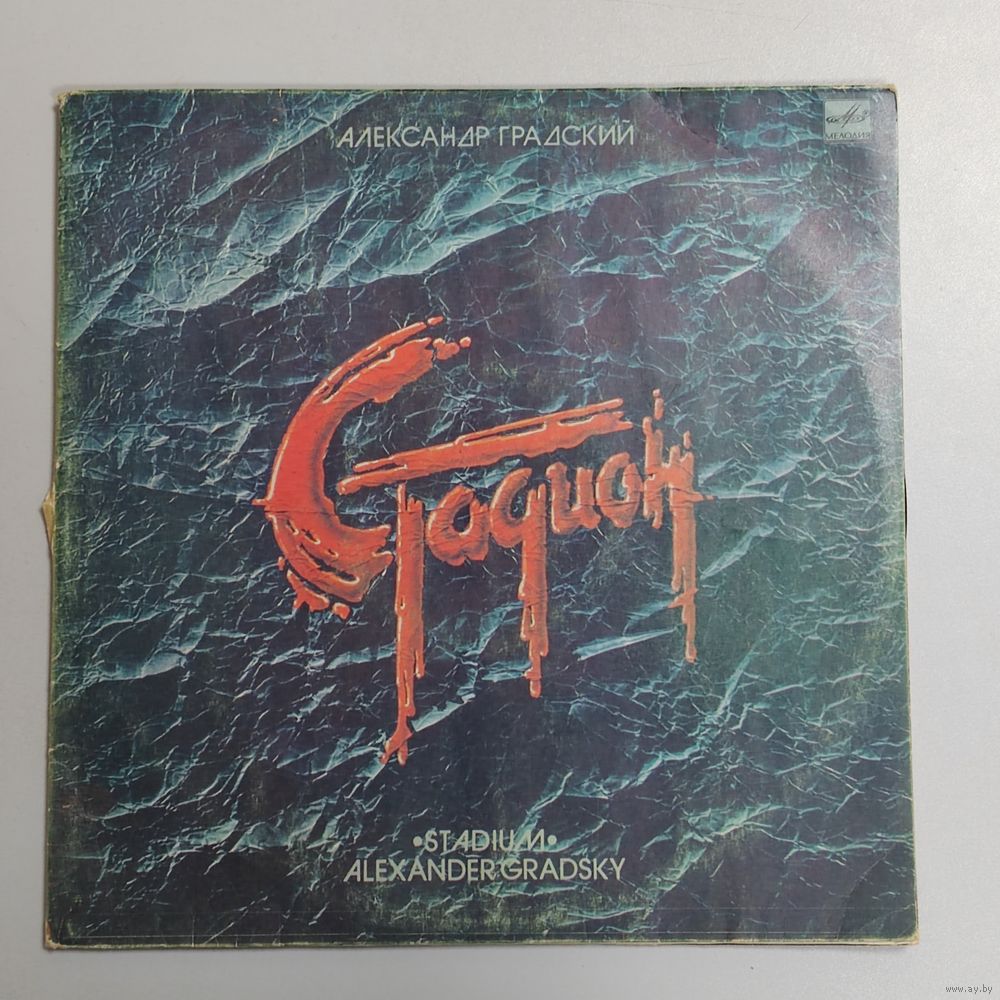 АЛЕКСАНДР ГРАДСКИЙ
МЕЛОДИЯ
Стадион
•STADIUM•
ALEXANDER GRADSKY
www.ay.by